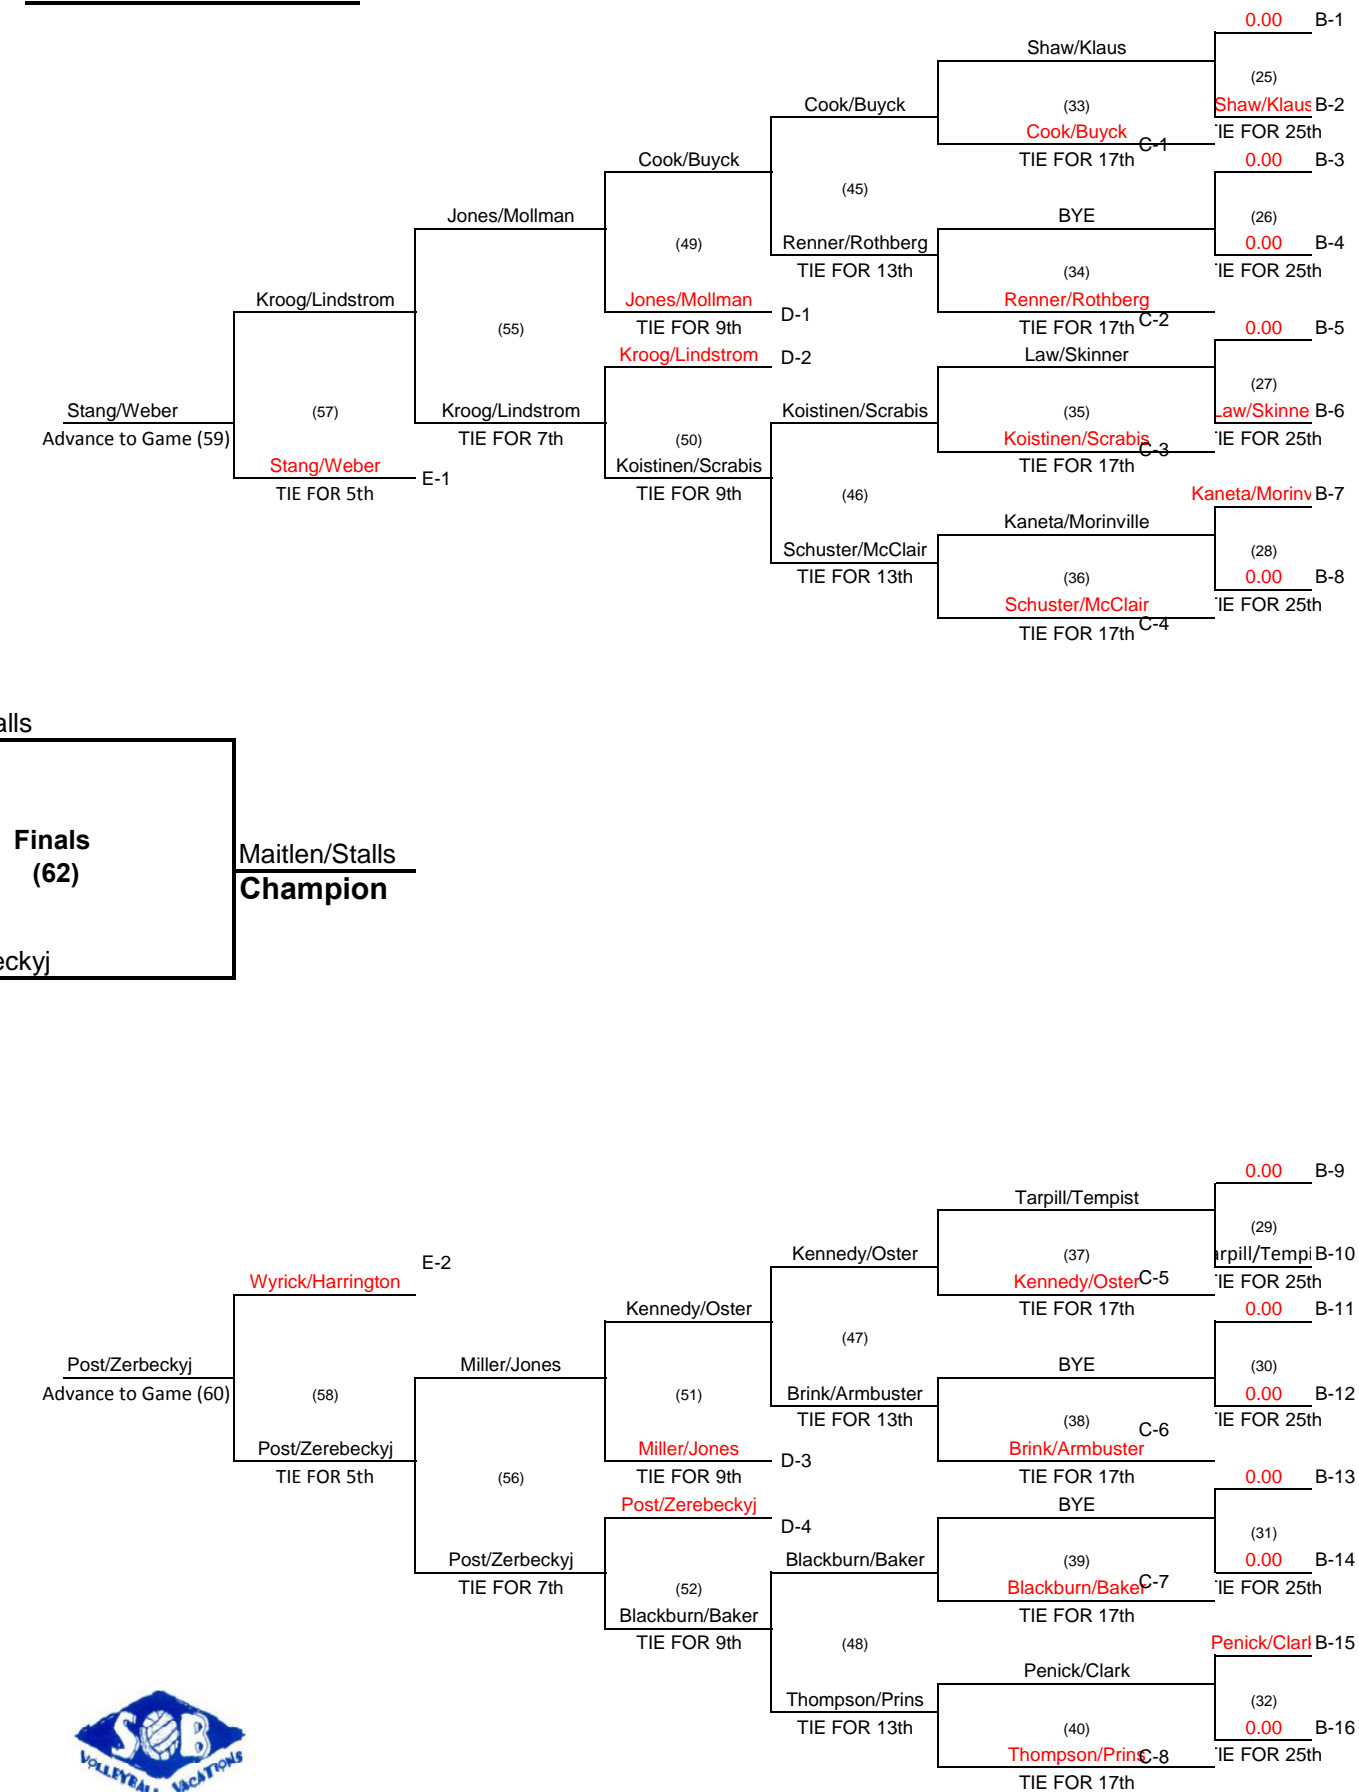 0.00 B-1
Shaw/Klaus
(25)
Cook/Buyck (33) Shaw/Klaus B-2
Cook/Buyck C-1 TIE FOR 25th
Cook/Buyck TIE FOR 17th 0.00 B-3
(45)
Jones/Mollman BYE (26)
(49) Renner/Rothberg 0.00 B-4
TIE FOR 13th (34) TIE FOR 25th
Kroog/Lindstrom Jones/Mollman Renner/Rothberg
(55) TIE FOR 9th D-1 TIE FOR 17th C-2 0.00 B-5
Kroog/Lindstrom D-2 Law/Skinner
(27)
Stang/Weber (57) Kroog/Lindstrom Koistinen/Scrabis (35) Law/Skinne B-6
Advance to Game (59) TIE FOR 7th (50) Koistinen/Scrabis C-3 TIE FOR 25th
Stang/Weber E-1 Koistinen/Scrabis TIE FOR 17th
TIE FOR 5th TIE FOR 9th (46) Kaneta/Morinv B-7
Kaneta/Morinville
Schuster/McClair (28)
TIE FOR 13th (36) 0.00 B-8
Schuster/McClair TIE FOR 25th
TIE FOR 17th C-4
alls
Finals
(62)
Maitlen/Stalls
Champion
eckyj
0.00 B-9
Tarpill/Tempist
(29)
E-2 Kennedy/Oster (37) arpill/Tempi B-10
Wyrick/Harrington Kennedy/Oster C-5 TIE FOR 25th
Kennedy/Oster TIE FOR 17th 0.00 B-11
(47)
Post/Zerbeckyj Miller/Jones BYE (30)
Advance to Game (60) (58) (51) Brink/Armbuster 0.00 B-12
TIE FOR 13th (38) C-6 TIE FOR 25th
Post/Zerebeckyj Miller/Jones Brink/Armbuster
TIE FOR 5th (56) TIE FOR 9th D-3 TIE FOR 17th 0.00 B-13
Post/Zerebeckyj BYE
D-4 (31)
Post/Zerbeckyj Blackburn/Baker (39) 0.00 B-14
TIE FOR 7th (52) Blackburn/Baker C-7 TIE FOR 25th
Blackburn/Baker TIE FOR 17th
TIE FOR 9th (48) Penick/Clark B-15
Penick/Clark
Thompson/Prins (32)
TIE FOR 13th (40) 0.00 B-16
Thompson/Prins C-8 TIE FOR 25th
TIE FOR 17th
SOB
VOLLEYBALL VACATIONS